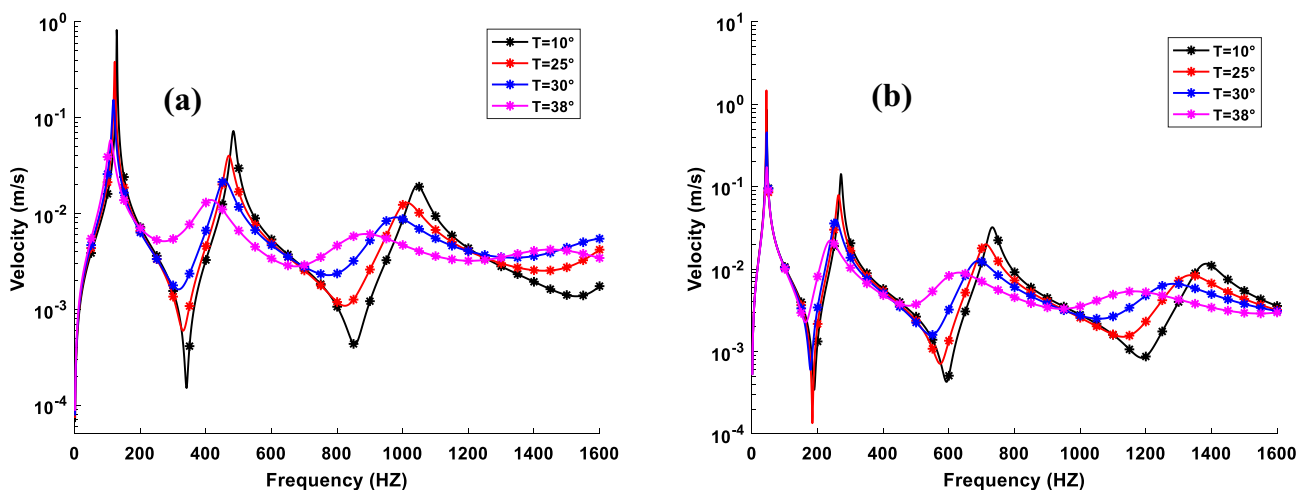 (a)
T=10°
T=25°
T=30°
T=38°
Velocity (m/s)
10^0
10^-1
10^-2
10^-3
10^-4
0 200 400 600 800 1000 1200 1400 1600
Frequency (HZ)
(b)
T=10°
T=25°
T=30°
T=38°
Velocity (m/s)
10^1
10^0
10^-1
10^-2
10^-3
10^-4
0 200 400 600 800 1000 1200 1400 1600
Frequency (HZ)